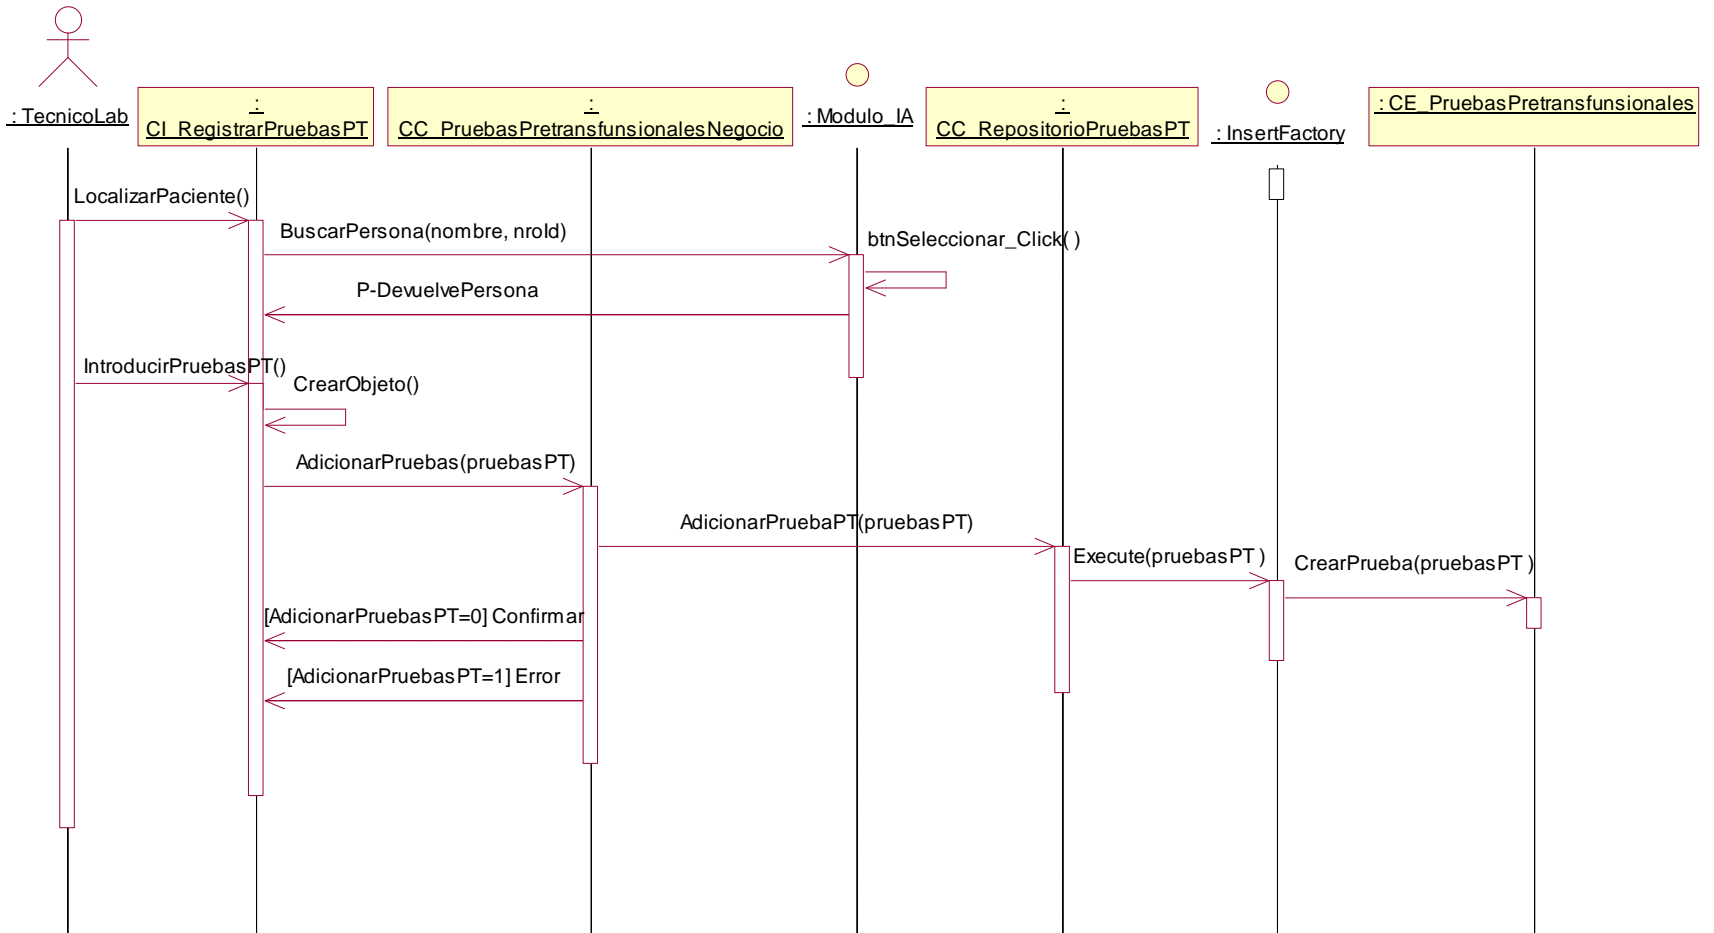 : TecnicoLab
:
CI_RegistrarPruebasPT
:
CC_PruebasPretransfunsionalesNegocio
: Modulo_IA
:
CC_RepositorioPruebasPT
: InsertFactory
: CE_PruebasPretransfunsionales
LocalizarPaciente()
BuscarPersona(nombre, nroId)
btnSeleccionar_Click( )
P-DevuelvePersona
IntroducirPruebasPT()
CrearObjeto()
AdicionarPruebas(pruebasPT)
AdicionarPruebaPT(pruebasPT)
Execute(pruebasPT )
CrearPrueba(pruebasPT )
[AdicionarPruebasPT=0] Confirmar
[AdicionarPruebasPT=1] Error